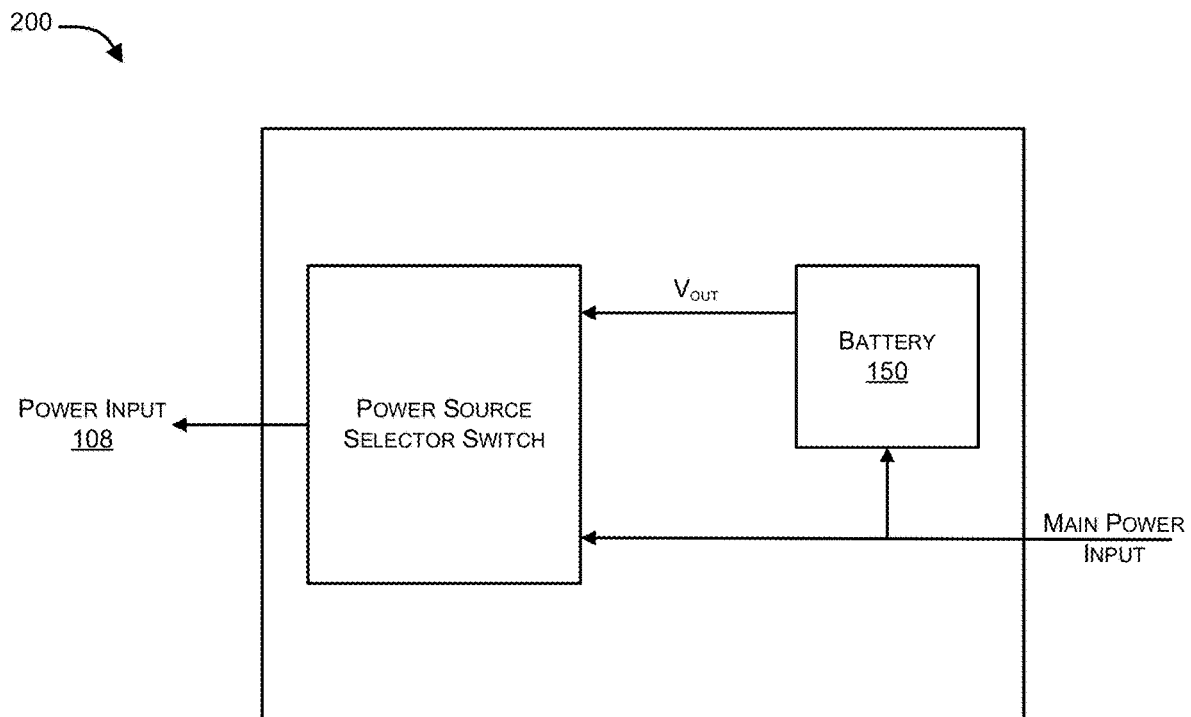 200
VOUT
BATTERY
150
POWER INPUT
108
POWER SOURCE
SELECTOR SWITCH
MAIN POWER
INPUT